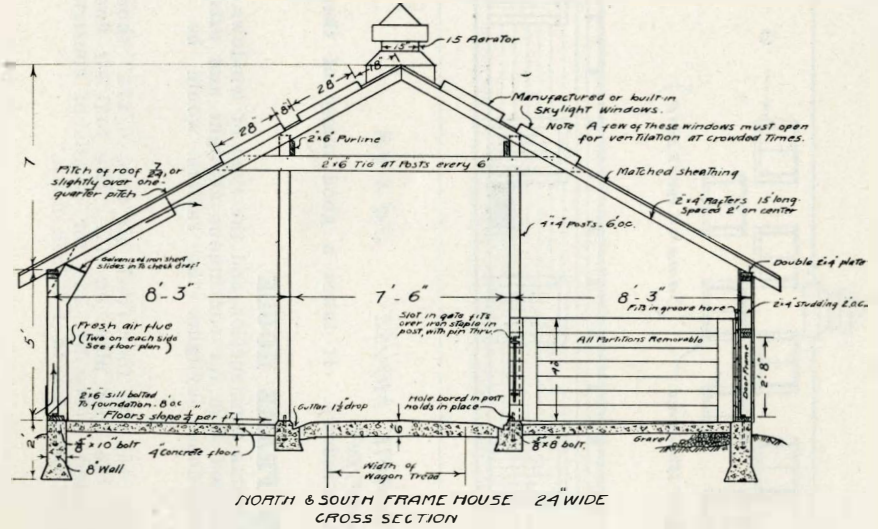 15"
15 Aerator
18"
28"
8"
28"
Manufactured or built-in
Skylight Windows.
Note A few of these windows must open
for ventilation at crowded times.
2"x6" Purline
7'
2"x6" Tie at Posts every 6'
Matched sheathing
Pitch of roof 7/24, or
slightly over one-
quarter pitch
2"x4" Rafters 15' long.
Spaced 2' on center
4"x4" Posts-6' o.c.
Galvanized iron sheet
slides in to check draft
Double 2"x4" plate
8'-3"
7'-6"
8'-3"
Fits in groove here
2"x4" studding 2' o.c.
Slot in gate fits
over iron staple in
post, with pin thru.
5'
Fresh air flue
(Two on each side
See floor plan)
All Partitions Removable
Door Frame
2'-8"
2"x6" sill bolted
to foundation-8' o.c.
Floors slope 1/4" per ft.
Gutter 1 1/2" drop
Hole bored in post
holds in place
6"
2'
5/8"x10" bolt
4" Concrete floor
5/8"x8" bolt.
Gravel
8" Wall
Width of
Wagon Tread
NORTH & SOUTH FRAME HOUSE 24" WIDE
CROSS SECTION